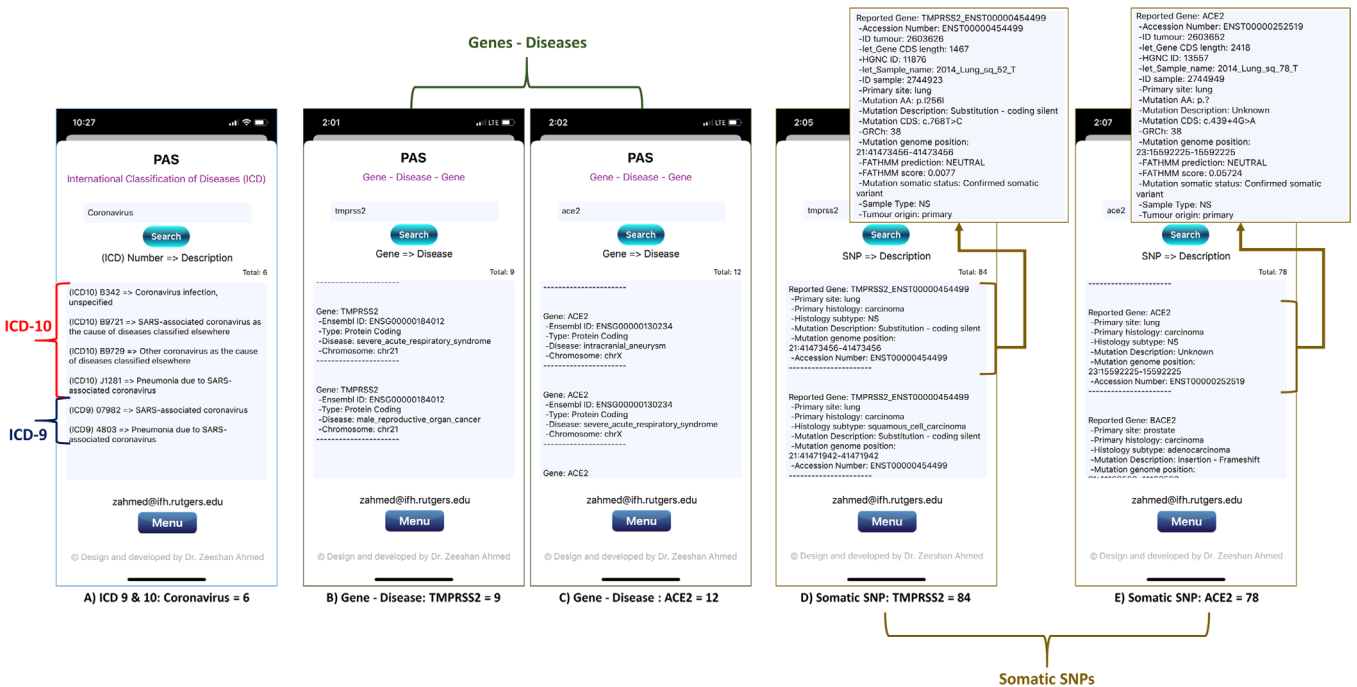 Genes - Diseases
Reported Gene: TMPRSS2_ENST00000454499
-Accession Number: ENST00000454499
-ID tumour: 2603626
-let_Gene CDS length: 1467
-HGNC ID: 11876
-let_Sample_name: 2014_Lung_sq_52_T
-ID sample: 2744923
-Primary site: lung
-Mutation AA: p.I256I
-Mutation Description: Substitution - coding silent
-Mutation CDS: c.768T>C
-GRCh: 38
-Mutation genome position:
21:41473456-41473456
-FATHMM prediction: NEUTRAL
-FATHMM score: 0.0077
-Mutation somatic status: Confirmed somatic
variant
-Sample Type: NS
-Tumour origin: primary
Reported Gene: ACE2
-Accession Number: ENST00000252519
-ID tumour: 2603652
-let_Gene CDS length: 2418
-HGNC ID: 13557
-let_Sample_name: 2014_Lung_sq_78_T
-ID sample: 2744949
-Primary site: lung
-Mutation AA: p.?
-Mutation Description: Unknown
-Mutation CDS: c.439+4G>A
-GRCh: 38
-Mutation genome position:
23:15592225-15592225
-FATHMM prediction: NEUTRAL
-FATHMM score: 0.05724
-Mutation somatic status: Confirmed somatic
variant
-Sample Type: NS
-Tumour origin: primary
ICD-10
ICD-9
10:27
PAS
International Classification of Diseases (ICD)
Coronavirus
Search
(ICD) Number => Description
Total: 6
(ICD10) B342 => Coronavirus infection,
unspecified
(ICD10) B9721 => SARS-associated coronavirus as
the cause of diseases classified elsewhere
(ICD10) B9729 => Other coronavirus as the cause
of diseases classified elsewhere
(ICD10) J1281 => Pneumonia due to SARS-
associated coronavirus
(ICD9) 07982 => SARS-associated coronavirus
(ICD9) 4803 => Pneumonia due to SARS-
associated coronavirus
zahmed@ifh.rutgers.edu
Menu
© Design and developed by Dr. Zeeshan Ahmed
A) ICD 9 & 10: Coronavirus = 6
2:01
LTE
PAS
Gene - Disease - Gene
tmprss2
Search
Gene => Disease
Total: 9
----------------------
Gene: TMPRSS2
-Ensembl ID: ENSG00000184012
-Type: Protein Coding
-Disease: severe_acute_respiratory_syndrome
-Chromosome: chr21
----------------------
Gene: TMPRSS2
-Ensembl ID: ENSG00000184012
-Type: Protein Coding
-Disease: male_reproductive_organ_cancer
-Chromosome: chr21
----------------------
zahmed@ifh.rutgers.edu
Menu
© Design and developed by Dr. Zeeshan Ahmed
B) Gene - Disease: TMPRSS2 = 9
2:02
LTE
PAS
Gene - Disease - Gene
ace2
Search
Gene => Disease
Total: 12
----------------------
Gene: ACE2
-Ensembl ID: ENSG00000130234
-Type: Protein Coding
-Disease: intracranial_aneurysm
-Chromosome: chrX
----------------------
Gene: ACE2
-Ensembl ID: ENSG00000130234
-Type: Protein Coding
-Disease: severe_acute_respiratory_syndrome
-Chromosome: chrX
----------------------
Gene: ACE2
zahmed@ifh.rutgers.edu
Menu
© Design and developed by Dr. Zeeshan Ahmed
C) Gene - Disease : ACE2 = 12
2:05
tmprss2
Search
SNP => Description
Total: 84
Reported Gene: TMPRSS2_ENST00000454499
-Primary site: lung
-Primary histology: carcinoma
-Histology subtype: NS
-Mutation Description: Substitution - coding silent
-Mutation genome position:
21:41473456-41473456
-Accession Number: ENST00000454499
----------------------
Reported Gene: TMPRSS2_ENST00000454499
-Primary site: lung
-Primary histology: carcinoma
-Histology subtype: squamous_cell_carcinoma
-Mutation Description: Substitution - coding silent
-Mutation genome position:
21:41471942-41471942
-Accession Number: ENST00000454499
----------------------
zahmed@ifh.rutgers.edu
Menu
© Design and developed by Dr. Zeeshan Ahmed
D) Somatic SNP: TMPRSS2 = 84
2:07
ace2
Search
SNP => Description
Total: 78
----------------------
Reported Gene: ACE2
-Primary site: lung
-Primary histology: carcinoma
-Histology subtype: NS
-Mutation Description: Unknown
-Mutation genome position:
23:15592225-15592225
-Accession Number: ENST00000252519
----------------------
Reported Gene: BACE2
-Primary site: prostate
-Primary histology: carcinoma
-Histology subtype: adenocarcinoma
-Mutation Description: Insertion - Frameshift
-Mutation genome position:
zahmed@ifh.rutgers.edu
Menu
© Design and developed by Dr. Zeeshan Ahmed
E) Somatic SNP: ACE2 = 78
Somatic SNPs